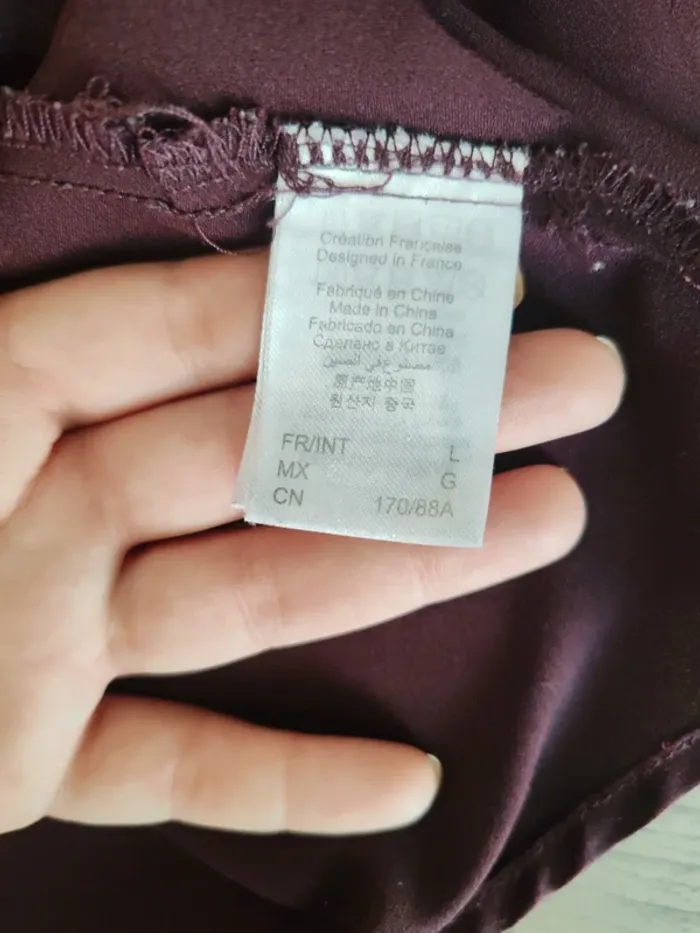 Création Française
Designed in France
Fabriqué en Chine
Made in China
Fabricado en China
Сделано в Китае
مصنوع في الصين
原产地中国
원산지 중국
FR/INT L
MX G
CN 170/88A